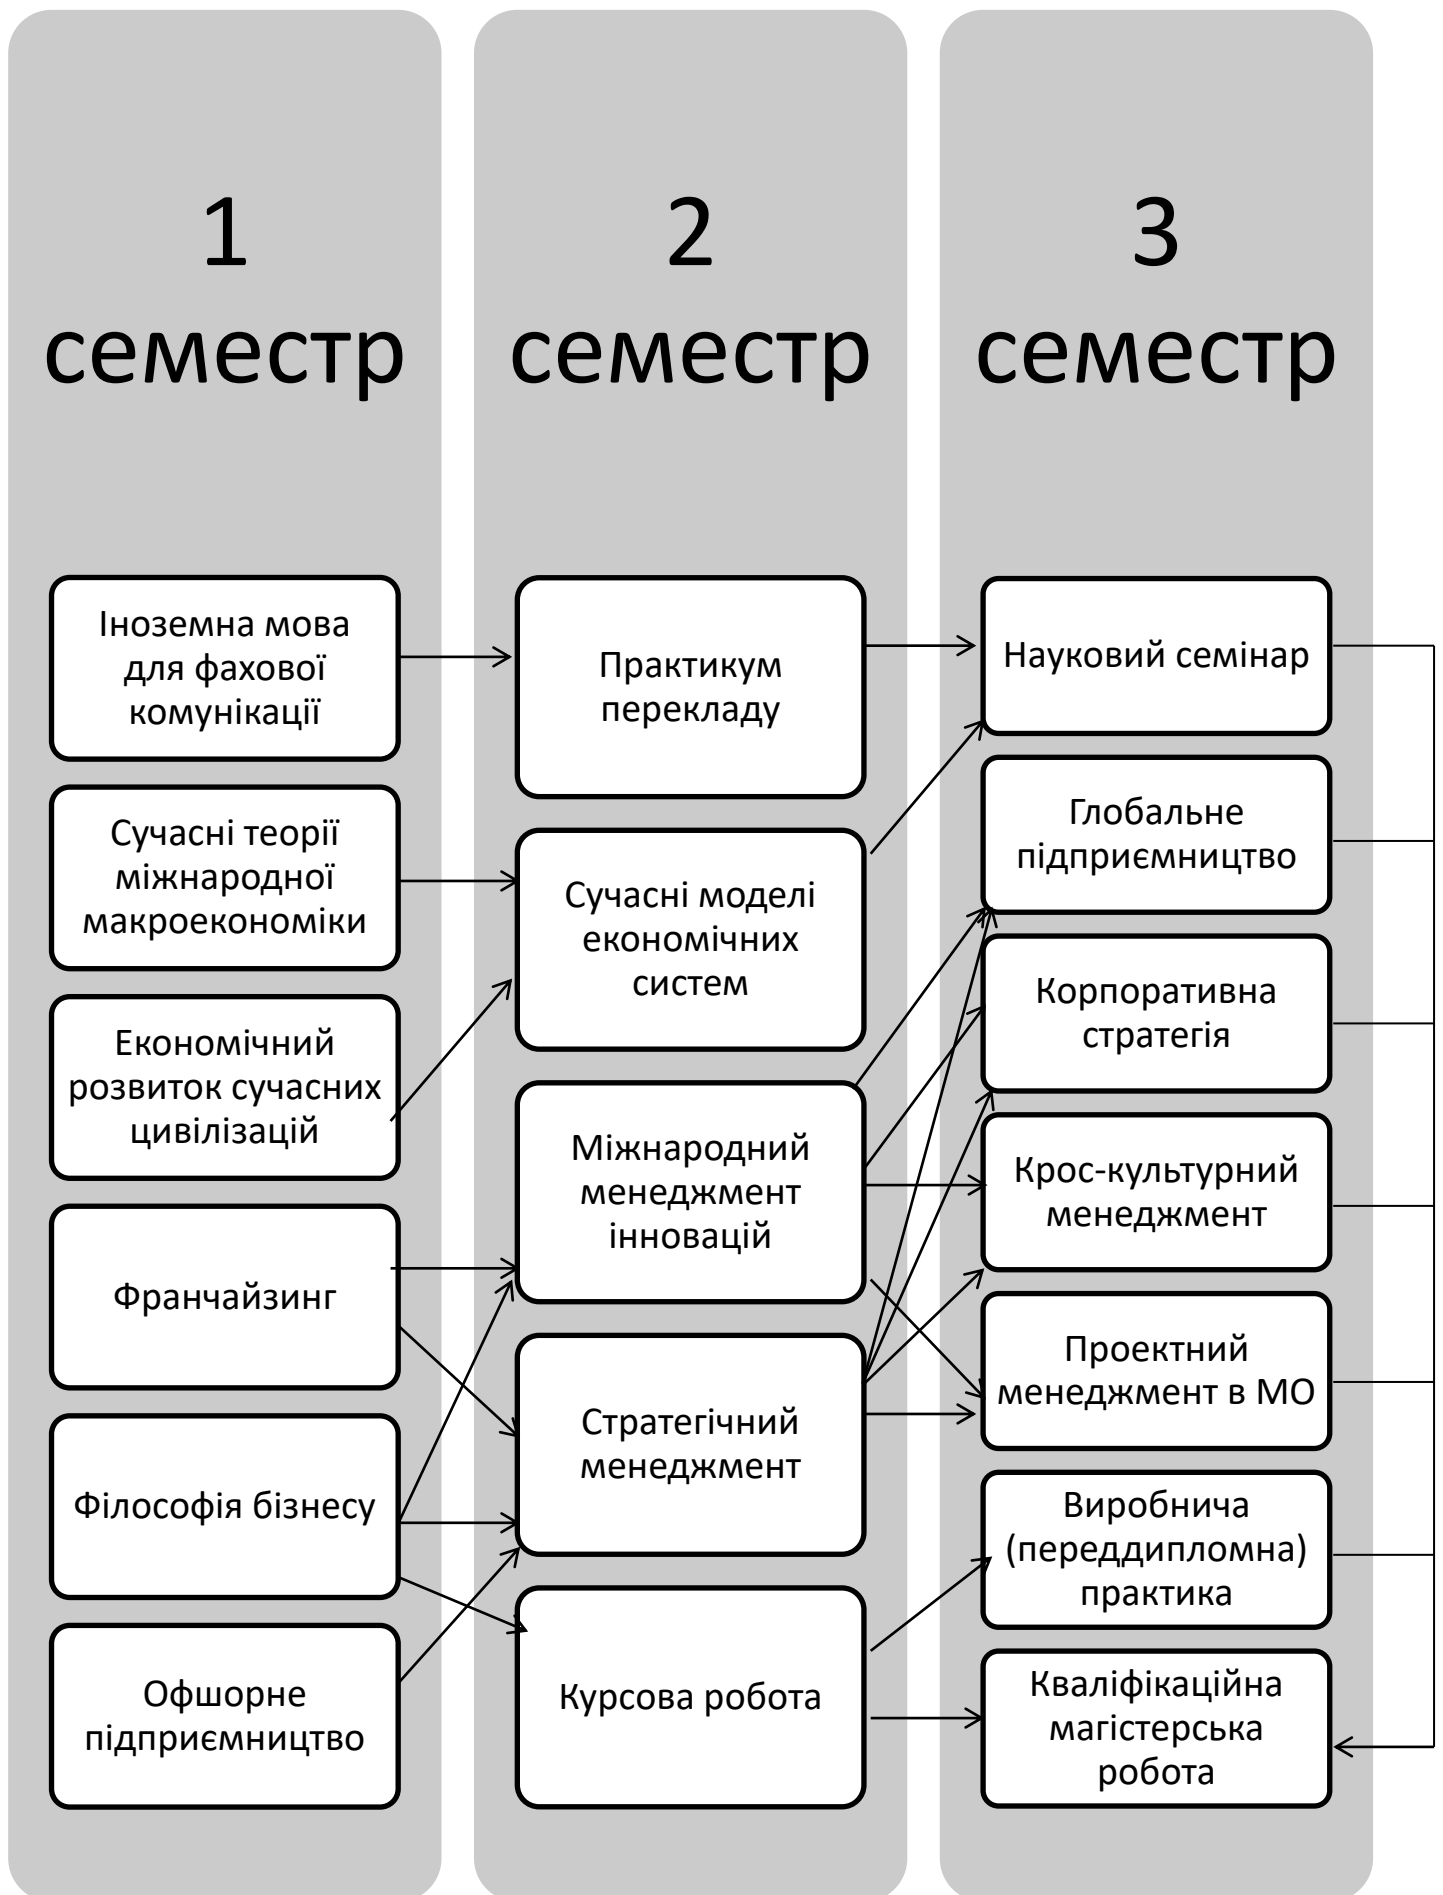 1
семестр
Іноземна мова
для фахової
комунікації
Сучасні теорії
міжнародної
макроекономіки
Економічний
розвиток сучасних
цивілізацій
Франчайзинг
Філософія бізнесу
Офшорне
підприємництво
2
семестр
Практикум
перекладу
Сучасні моделі
економічних
систем
Міжнародний
менеджмент
інновацій
Стратегічний
менеджмент
Курсова робота
3
семестр
Науковий семінар
Глобальне
підприємництво
Корпоративна
стратегія
Крос-культурний
менеджмент
Проектний
менеджмент в МО
Виробнича
(переддипломна)
практика
Кваліфікаційна
магістерська
робота